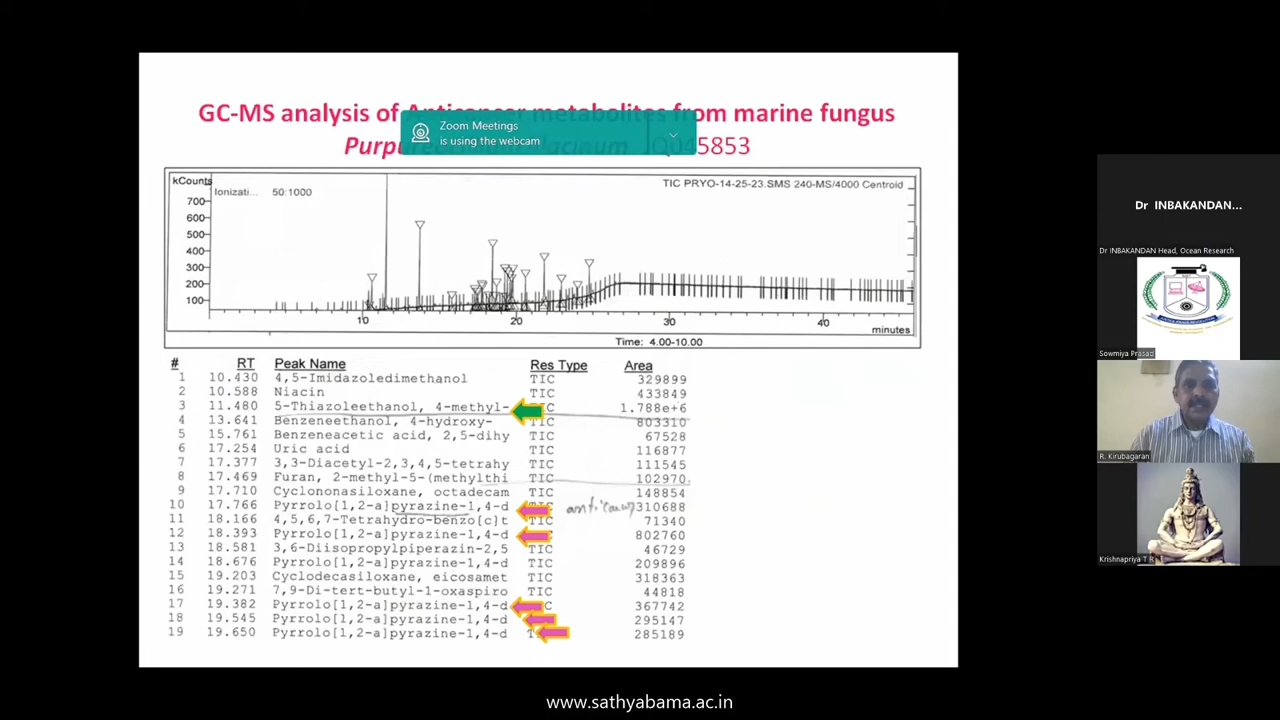 GC-MS analysis of Anticancer metabolites from marine fungus
Zoom Meetings
is using the webcam
Purpu 45853
kCounts
Ionizati... 50:1000
TIC PRYO-14-25-23.SMS 240-MS/4000 Centroid
700
600
500
400
300
200
100
10 20 30 40
minutes
Time: 4.00-10.00
# RT Peak Name Res Type Area
1 10.430 4,5-Imidazoledimethanol TIC 329899
2 10.588 Niacin TIC 433849
3 11.480 5-Thiazoleethanol, 4-methyl- C 1.788e+6
4 13.641 Benzeneethanol, 4-hydroxy- TIC 803310
5 15.761 Benzeneacetic acid, 2,5-dihy TIC 67528
6 17.254 Uric acid TIC 116877
7 17.377 3,3-Diacetyl-2,3,4,5-tetrahy TIC 111545
8 17.469 Furan, 2-methyl-5-(methylthi TIC 102970
9 17.710 Cyclononasiloxane, octadecam TIC 148854
10 17.766 Pyrrolo[1,2-a]pyrazine-1,4-d 310688
11 18.166 4,5,6,7-Tetrahydro-benzo[c]t TIC 71340
12 18.393 Pyrrolo[1,2-a]pyrazine-1,4-d 802760
13 18.581 3,6-Diisopropylpiperazin-2,5 TIC 46729
14 18.676 Pyrrolo[1,2-a]pyrazine-1,4-d TIC 209896
15 19.203 Cyclodecasiloxane, eicosamet TIC 318363
16 19.271 7,9-Di-tert-butyl-1-oxaspiro TIC 44818
17 19.382 Pyrrolo[1,2-a]pyrazine-1,4-d C 367742
18 19.545 Pyrrolo[1,2-a]pyrazine-1,4-d 295147
19 19.650 Pyrrolo[1,2-a]pyrazine-1,4-d T 285189
Dr INBAKANDAN...
Dr INBAKANDAN Head, Ocean Research
Sowmiya Prasad
R. Kirubagaran
Krishnapriya T R
www.sathyabama.ac.in